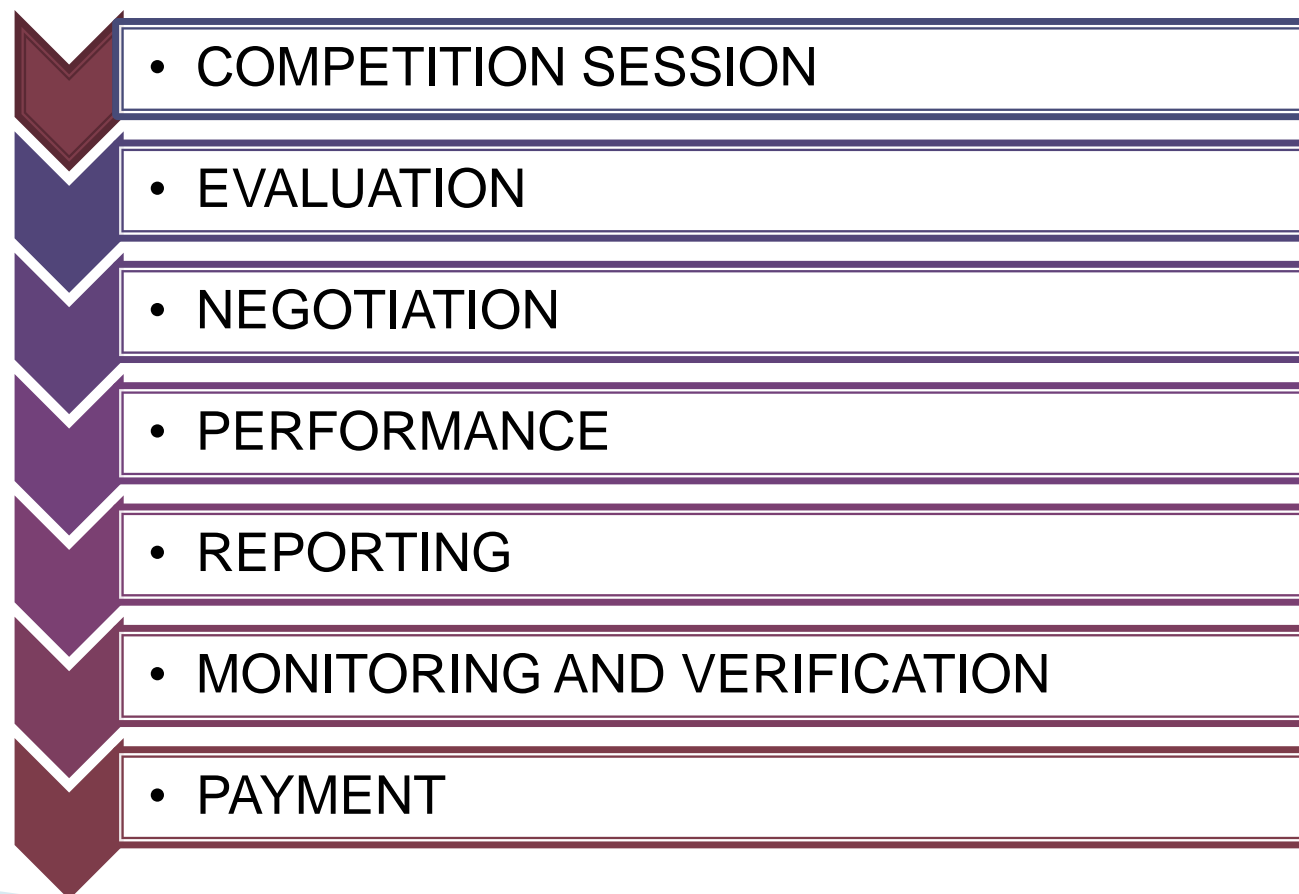 • COMPETITION SESSION
• EVALUATION
• NEGOTIATION
• PERFORMANCE
• REPORTING
• MONITORING AND VERIFICATION
• PAYMENT